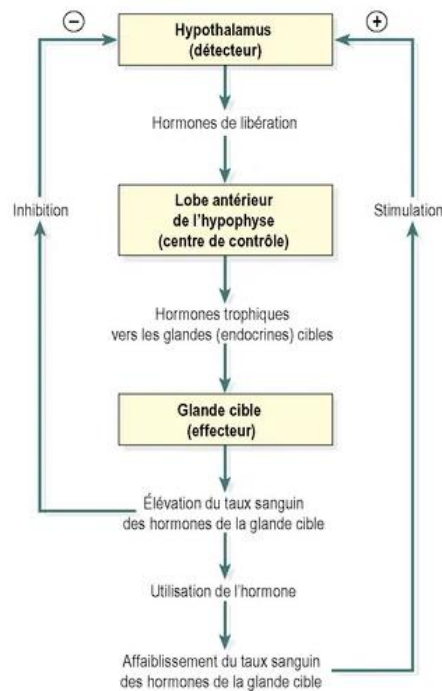 −
+
Hypothalamus
(détecteur)
Hormones de libération
Inhibition
Lobe antérieur
de l'hypophyse
(centre de contrôle)
Stimulation
Hormones trophiques
vers les glandes (endocrines) cibles
Glande cible
(effecteur)
Élévation du taux sanguin
des hormones de la glande cible
Utilisation de l'hormone
Affaiblissement du taux sanguin
des hormones de la glande cible